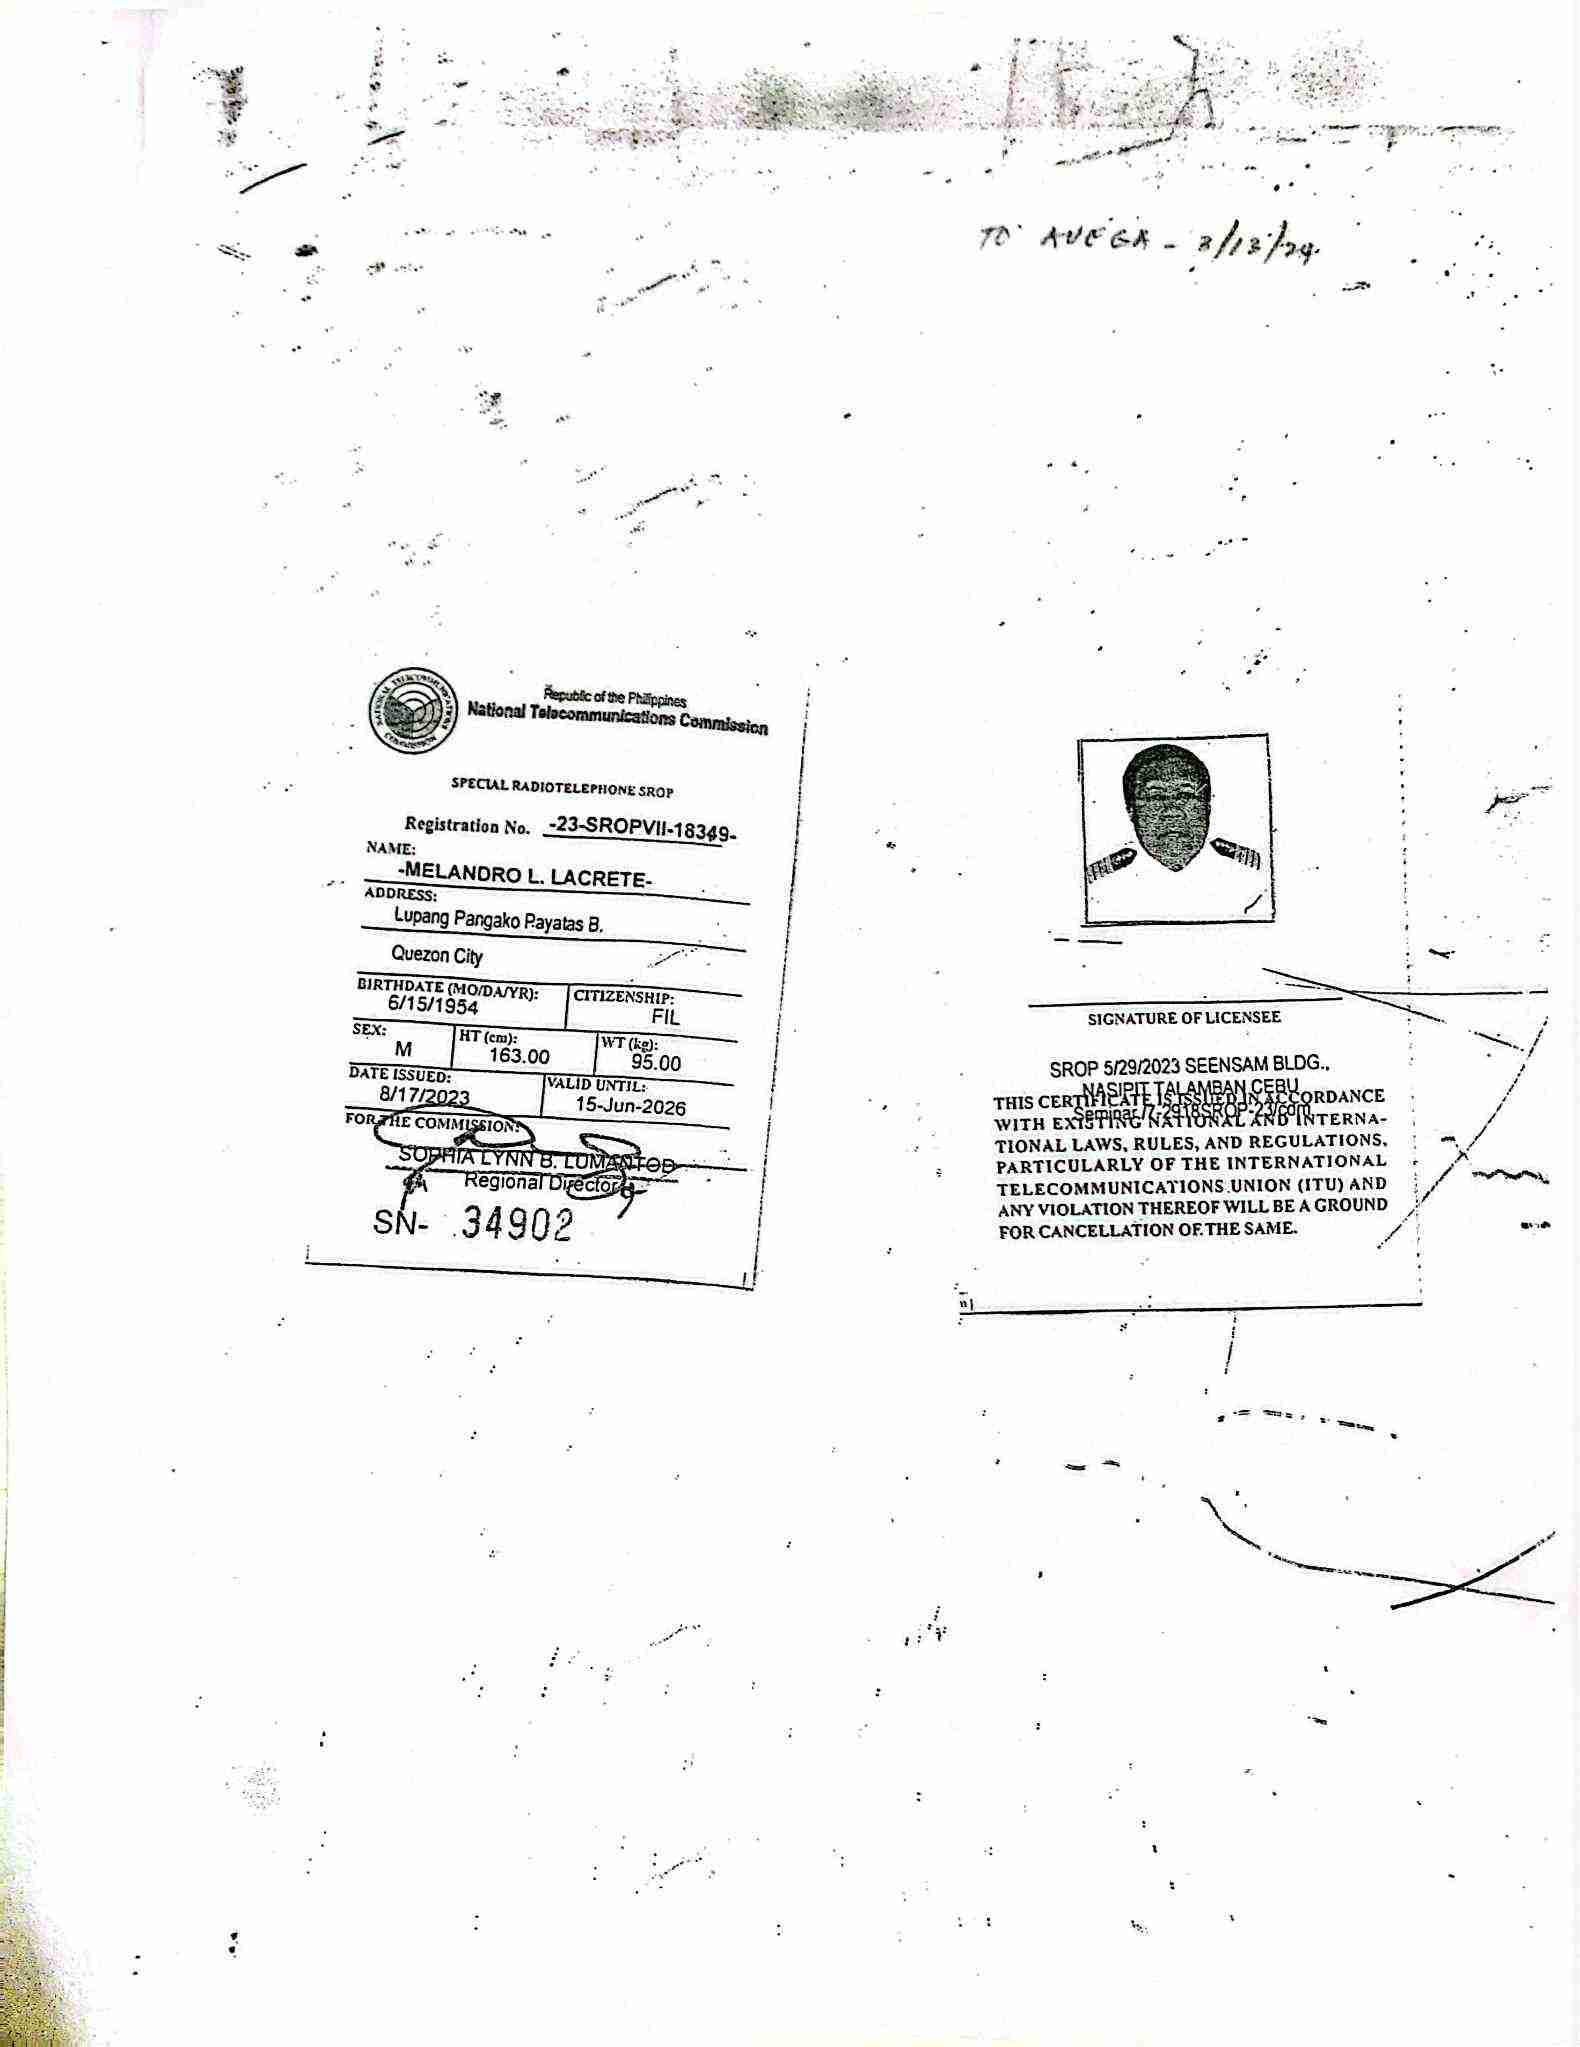 TO AVEGA - 3/13/24
Republic of the Philippines
National Telecommunications Commission
SPECIAL RADIOTELEPHONE SROP
Registration No. -23-SROPVII-18349-
NAME:
-MELANDRO L. LACRETE-
ADDRESS:
Lupang Pangako Payatas B.
Quezon City
BIRTHDATE (MO/DA/YR): CITIZENSHIP:
6/15/1954 FIL
SEX: HT (cm): WT (kg):
M 163.00 95.00
DATE ISSUED: VALID UNTIL:
8/17/2023 15-Jun-2026
FOR THE COMMISSION:
SOPHIA LYNN B. LUMANTOD
Regional Director
SN- 34902
SIGNATURE OF LICENSEE
SROP 5/29/2023 SEENSAM BLDG.,
NASIPIT TALAMBAN CEBU
THIS CERTIFICATE IS ISSUED IN ACCORDANCE
Seminar /7-2918SROP-23/com
WITH EXISTING NATIONAL AND INTERNA-
TIONAL LAWS, RULES, AND REGULATIONS,
PARTICULARLY OF THE INTERNATIONAL
TELECOMMUNICATIONS UNION (ITU) AND
ANY VIOLATION THEREOF WILL BE A GROUND
FOR CANCELLATION OF THE SAME.